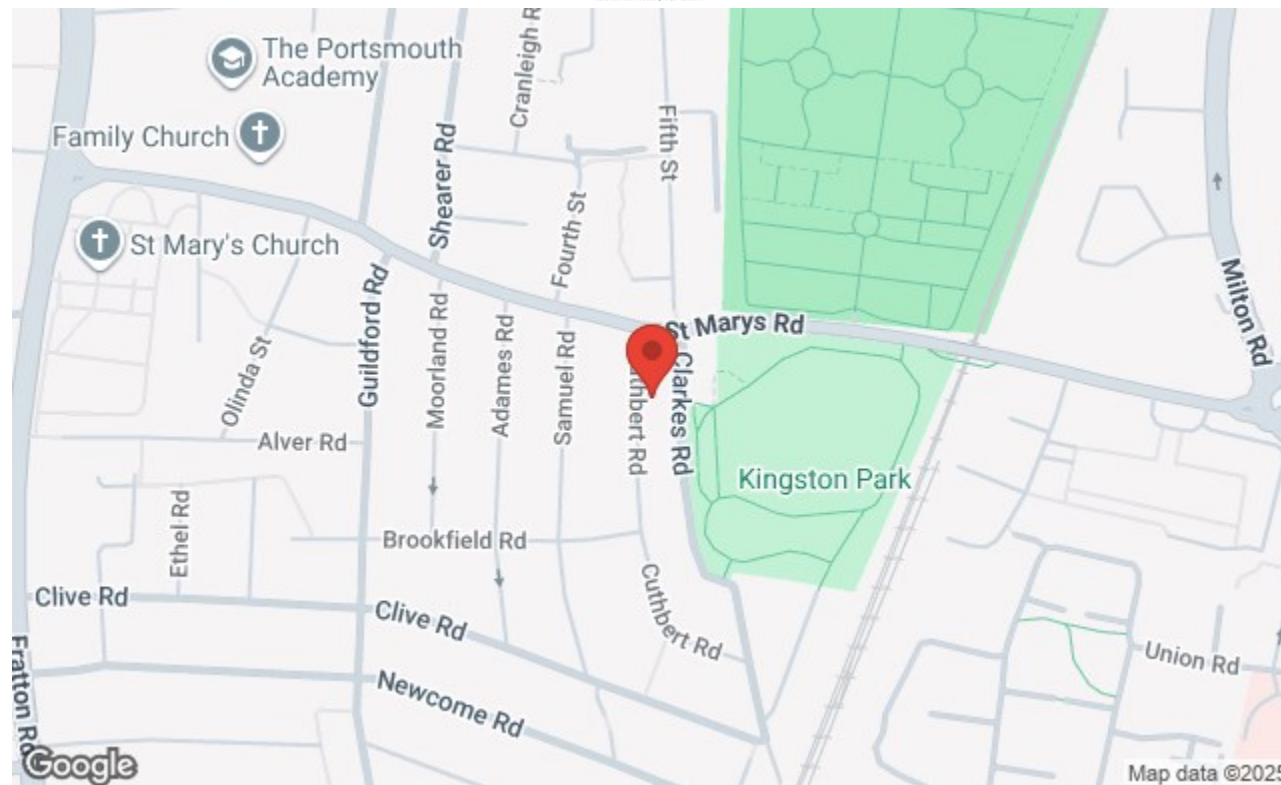 The Portsmouth
Academy
Family Church
St Mary's Church
Shearer Rd
Fourth St
Fifth St
St Marys Rd
Milton Rd
Olinda St
Guildford Rd
Moorland Rd
Adames Rd
Samuel Rd
Clarkes Rd
Kingston Park
Alver Rd
Ethel Rd
Brookfield Rd
Clive Rd
Clive Rd
Cuthbert Rd
Union Rd
Newcome Rd
Fratton Rd
Google
Map data ©2025